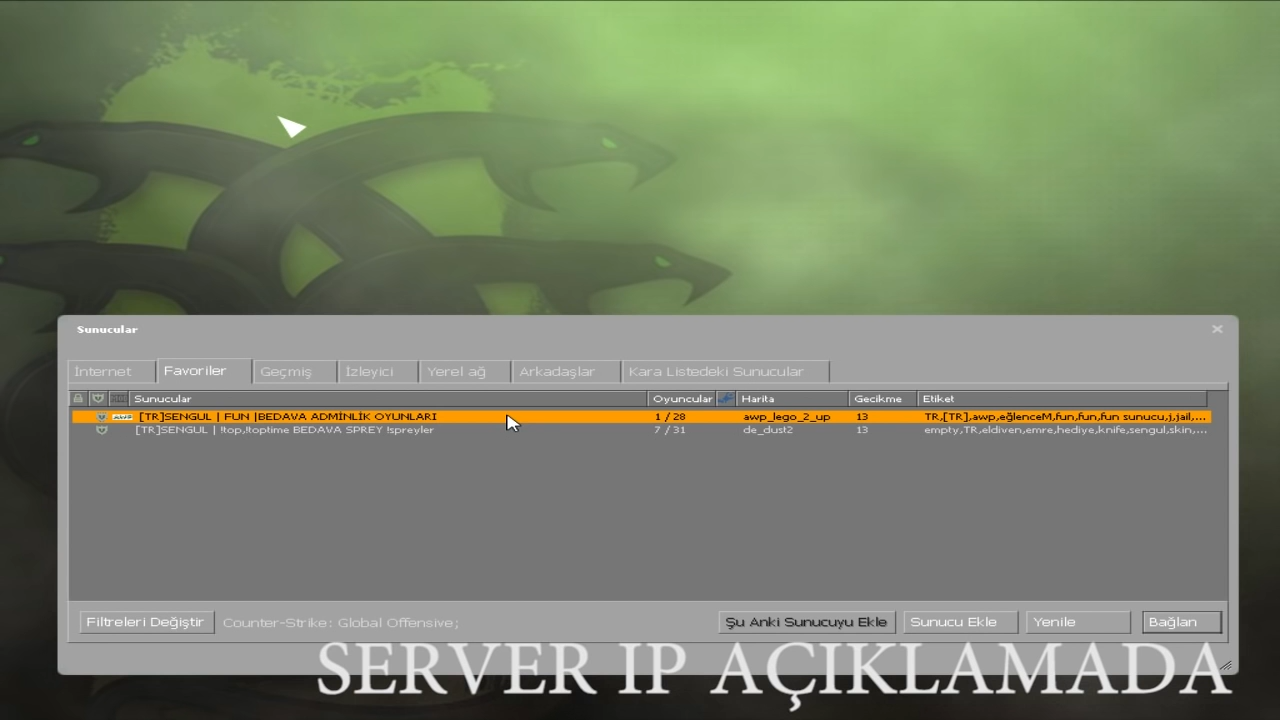 Sunucular
İnternet Favoriler Geçmiş İzleyici Yerel ağ Arkadaşlar Kara Listedeki Sunucular
Sunucular Oyuncular Harita Gecikme Etiket
[TR]SENGUL | FUN |BEDAVA ADMİNLİK OYUNLARI 1 / 28 awp_lego_2_up 13 TR,[TR],awp,eğlenceM,fun,fun,fun sunucu,j,jail,...
[TR]SENGUL | !top,!toptime BEDAVA SPREY !spreyler 7 / 31 de_dust2 13 empty,TR,eldiven,emre,hediye,knife,sengul,skin,...
Filtreleri Değiştir Counter-Strike: Global Offensive; Şu Anki Sunucuyu Ekle Sunucu Ekle Yenile Bağlan
SERVER IP AÇIKLAMADA